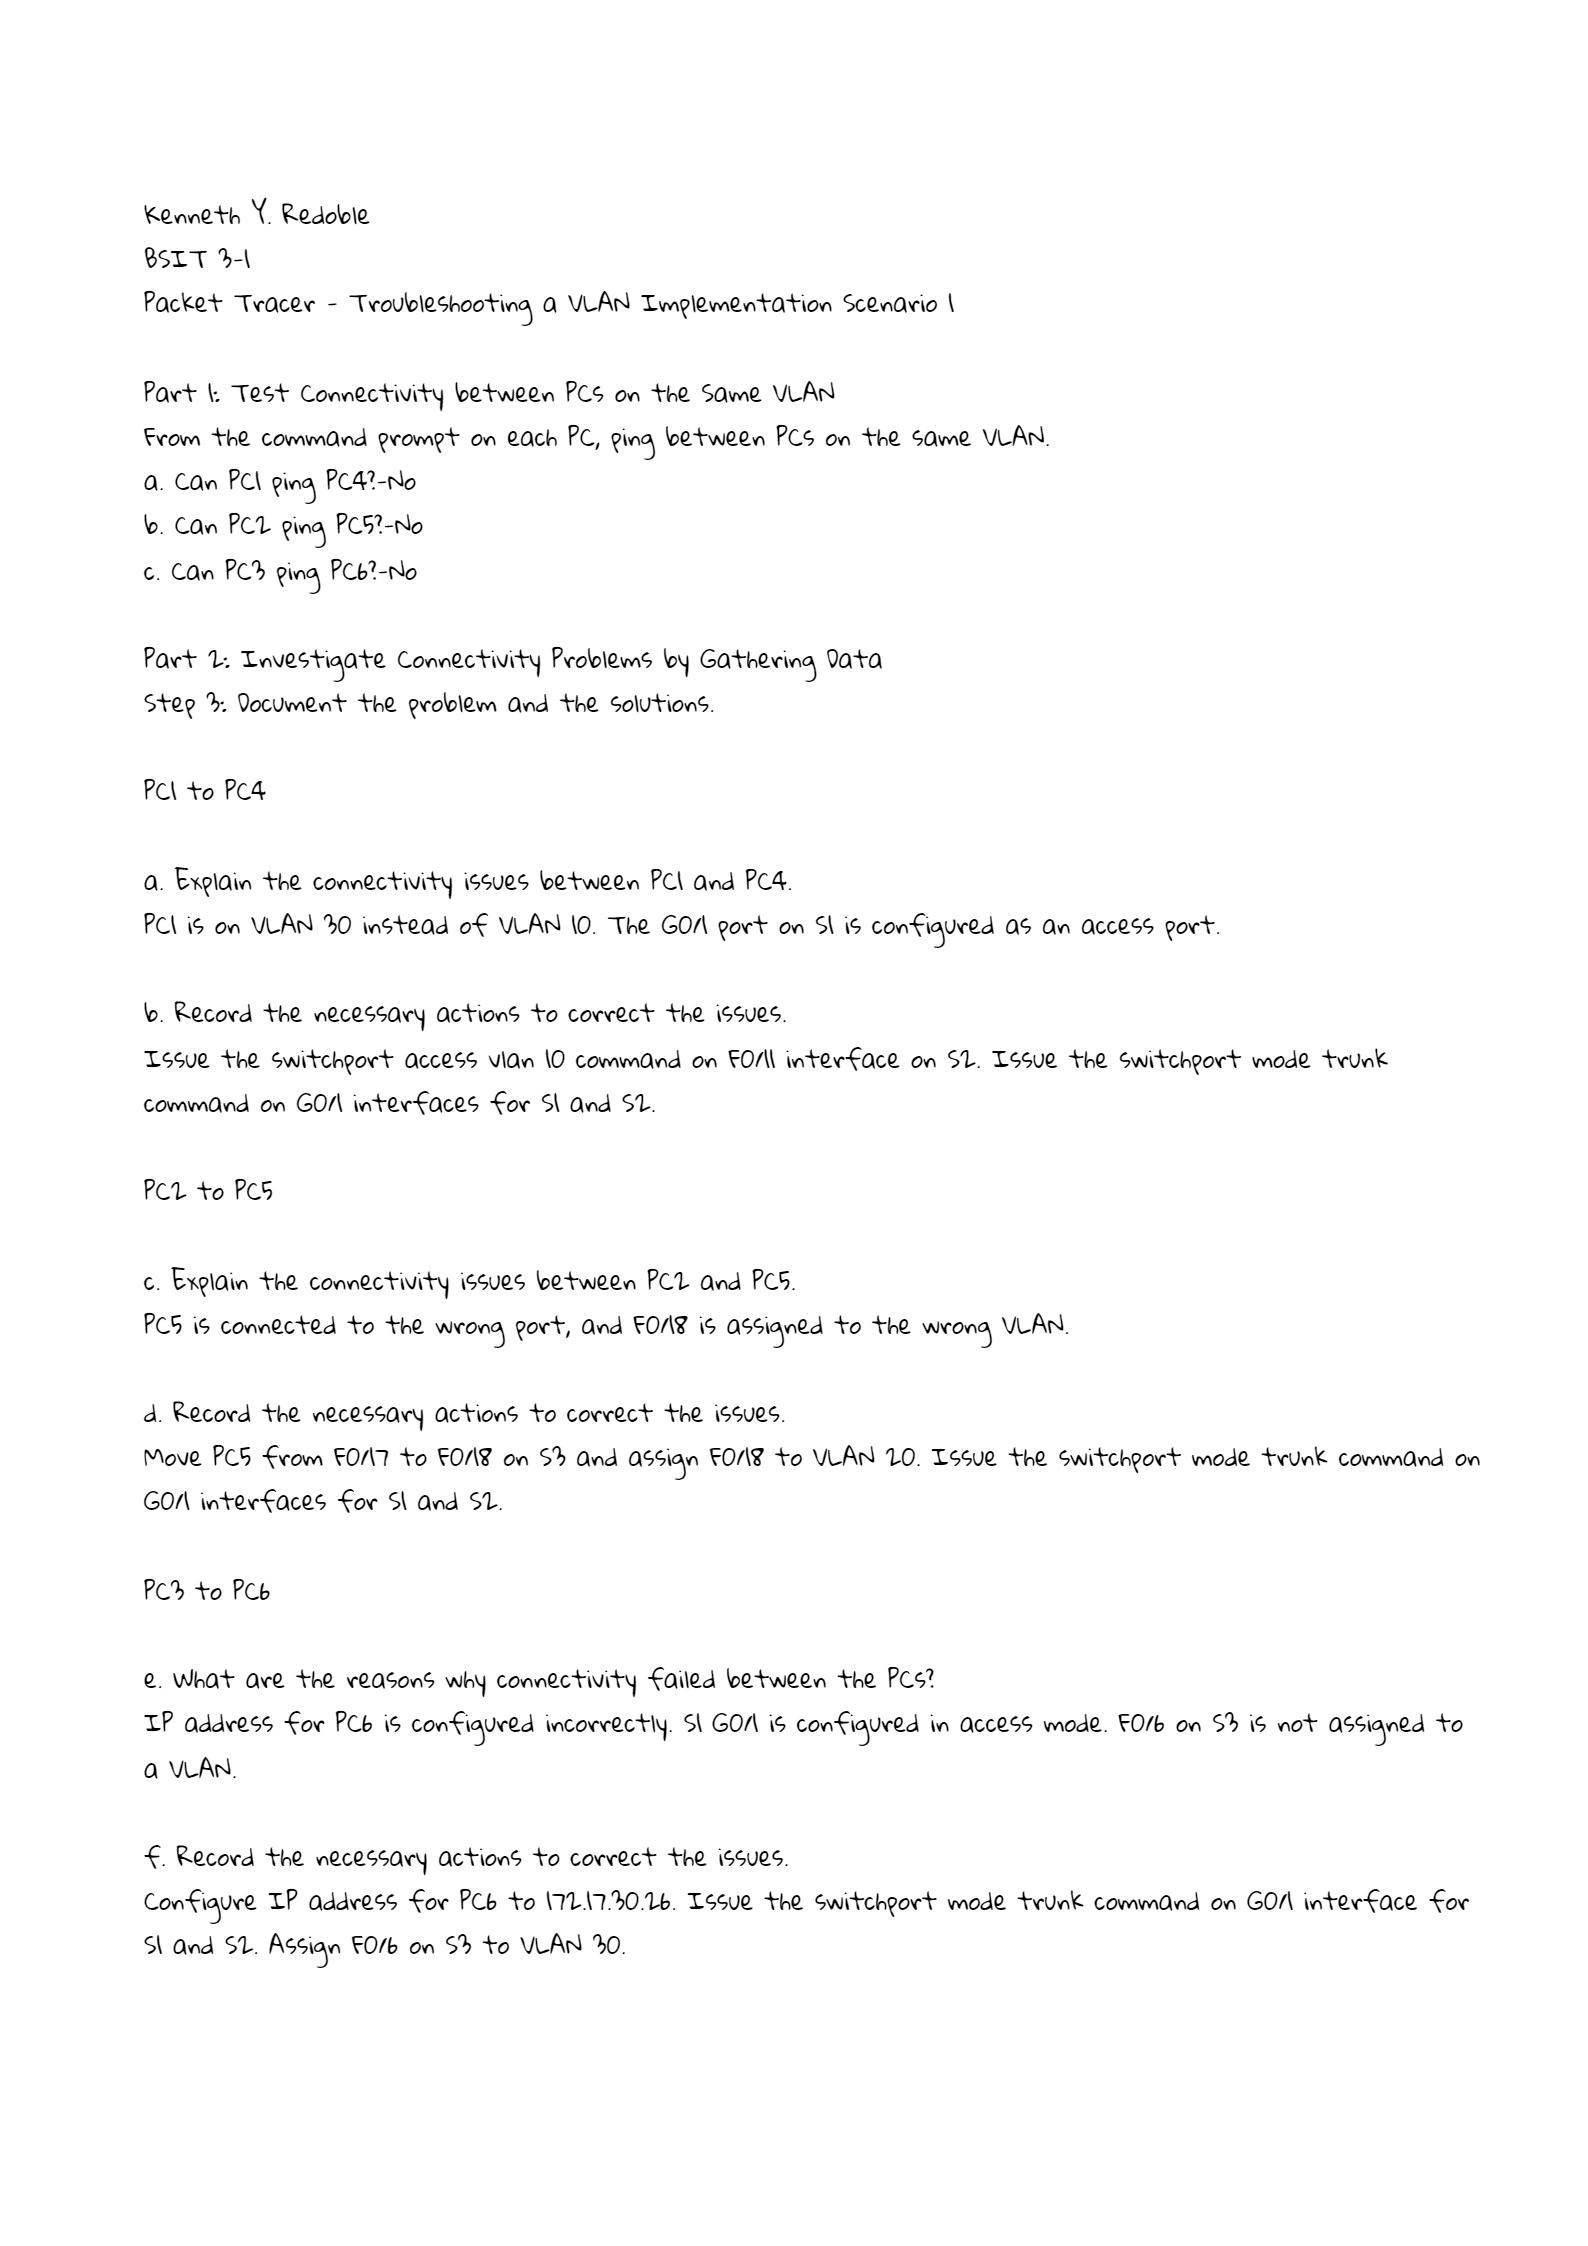 Kenneth Y. Redoble
BSIT 3-1
Packet Tracer - Troubleshooting a VLAN Implementation Scenario 1
Part 1: Test Connectivity between PCs on the Same VLAN
From the command prompt on each PC, ping between PCs on the same VLAN.
a. Can PC1 ping PC4?-No
b. Can PC2 ping PC5?-No
c. Can PC3 ping PC6?-No
Part 2: Investigate Connectivity Problems by Gathering Data
Step 3: Document the problem and the solutions.
PC1 to PC4
a. Explain the connectivity issues between PC1 and PC4.
PC1 is on VLAN 30 instead of VLAN 10. The G0/1 port on S1 is configured as an access port.
b. Record the necessary actions to correct the issues.
Issue the switchport access vlan 10 command on F0/11 interface on S2. Issue the switchport mode trunk
command on G0/1 interfaces for S1 and S2.
PC2 to PC5
c. Explain the connectivity issues between PC2 and PC5.
PC5 is connected to the wrong port, and F0/18 is assigned to the wrong VLAN.
d. Record the necessary actions to correct the issues.
Move PC5 from F0/17 to F0/18 on S3 and assign F0/18 to VLAN 20. Issue the switchport mode trunk command on
G0/1 interfaces for S1 and S2.
PC3 to PC6
e. What are the reasons why connectivity failed between the PCs?
IP address for PC6 is configured incorrectly. S1 G0/1 is configured in access mode. F0/6 on S3 is not assigned to
a VLAN.
f. Record the necessary actions to correct the issues.
Configure IP address for PC6 to 172.17.30.26. Issue the switchport mode trunk command on G0/1 interface for
S1 and S2. Assign F0/6 on S3 to VLAN 30.